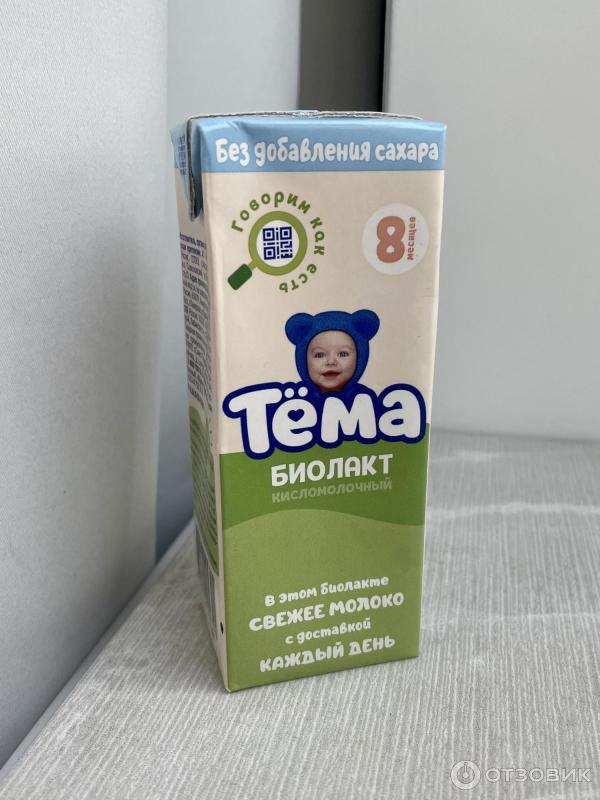 Без добавления сахара
Говорим как есть
8
месяцев
Тёма
БИОЛАКТ
КИСЛОМОЛОЧНЫЙ
В этом биолакте
СВЕЖЕЕ МОЛОКО
с доставкой
КАЖДЫЙ ДЕНЬ
ОТЗОВИК